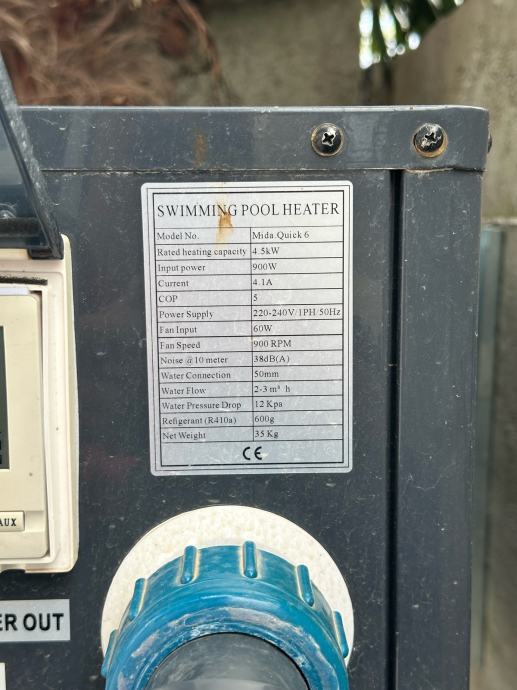 SWIMMING POOL HEATER
Model No. Mida.Quick 6
Rated heating capacity 4.5kW
Input power 900W
Current 4.1A
COP 5
Power Supply 220-240V/1PH/50Hz
Fan Input 60W
Fan Speed 900 RPM
Noise @ 10 meter 38dB(A)
Water Connection 50mm
Water Flow 2-3 m³ h
Water Pressure Drop 12 Kpa
Refigerant (R410a) 600g
Net Weight 35 Kg
CE
AUX
ER OUT